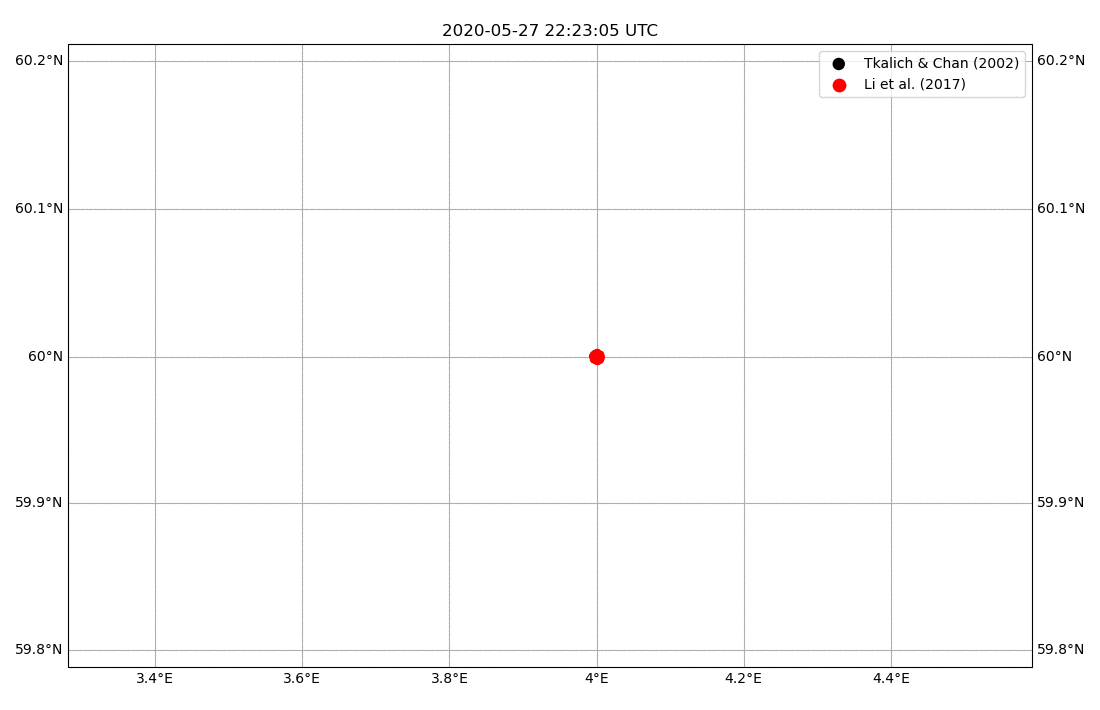 2020-05-27 22:23:05 UTC
Tkalich & Chan (2002)
Li et al. (2017)
60.2°N
60.2°N
60.1°N
60.1°N
60°N
60°N
59.9°N
59.9°N
59.8°N
59.8°N
3.4°E
3.6°E
3.8°E
4°E
4.2°E
4.4°E